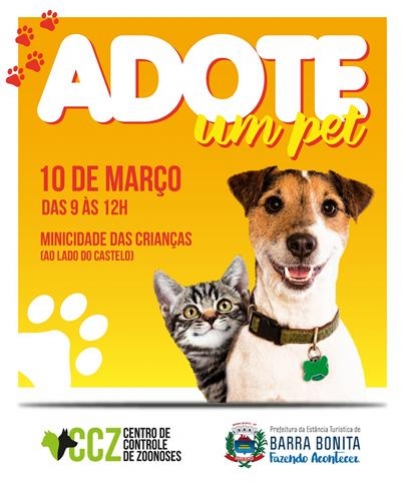 ADOTE
um pet
10 DE MARÇO
DAS 9 ÀS 12H
MINICIDADE DAS CRIANÇAS
(AO LADO DO CASTELO)
CCZ CENTRO DE
CONTROLE
DE ZOONOSES
Prefeitura da Estância Turística de
BARRA BONITA
Fazendo Acontecer